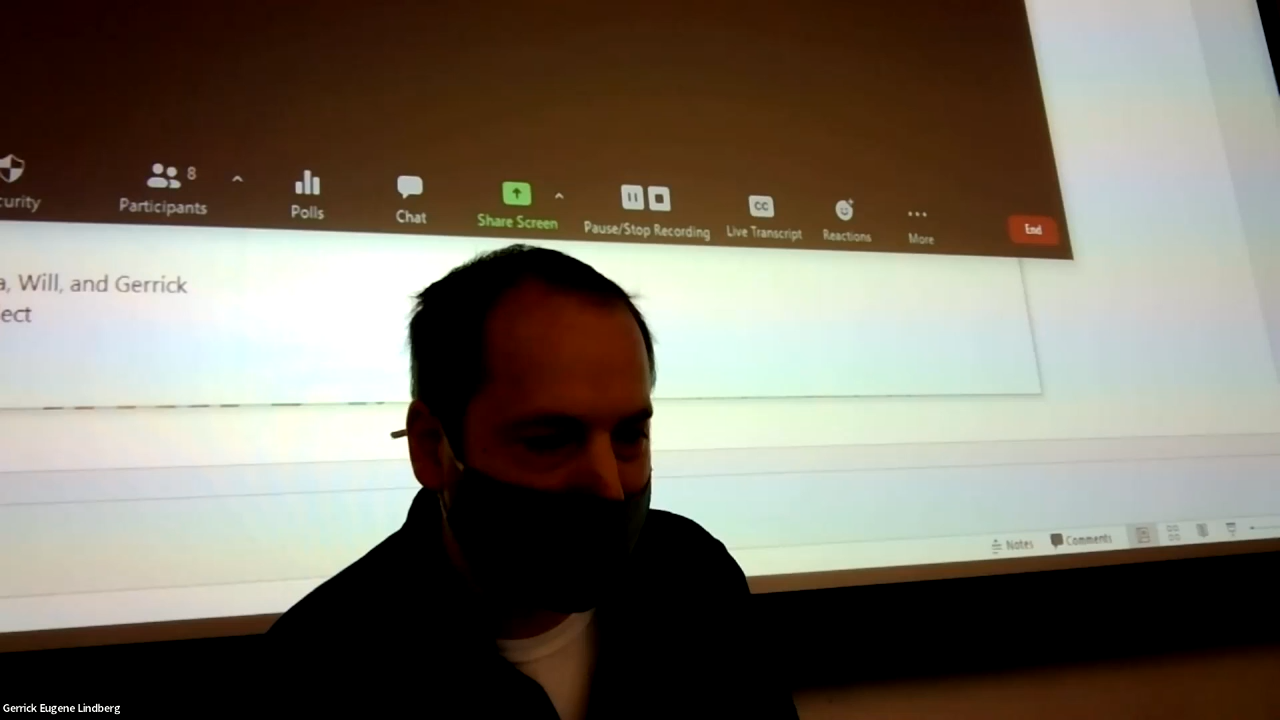 curity
Participants
8
Polls
Chat
Share Screen
Pause/Stop Recording
CC
Live Transcript
Reactions
More
End
a, Will, and Gerrick
ect
Notes
Comments
Gerrick Eugene Lindberg